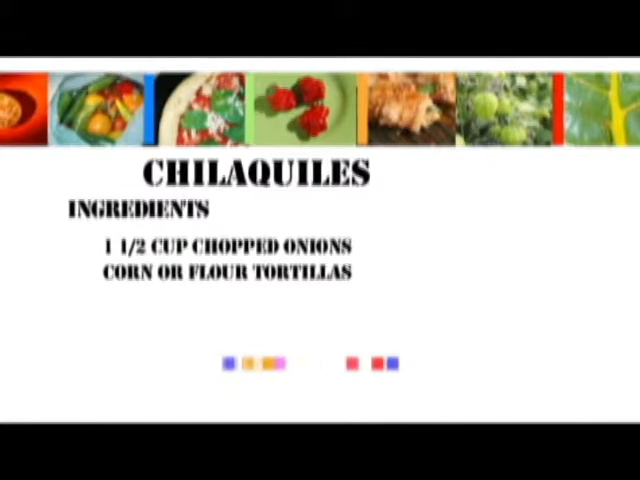 CHILAQUILES
INGREDIENTS
1 1/2 CUP CHOPPED ONIONS
CORN OR FLOUR TORTILLAS